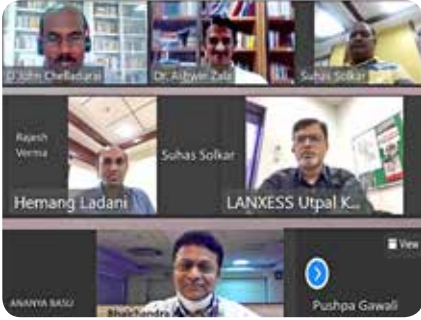 D John Chelladurai
Dr. Ashwin Zala
Suhas Solkar
Rajesh
Verma
Hemang Ladani
Suhas Solkar
LANXESS Utpal K...
View
ANANYA BASU
Bhalchandra
Pushpa Gawali